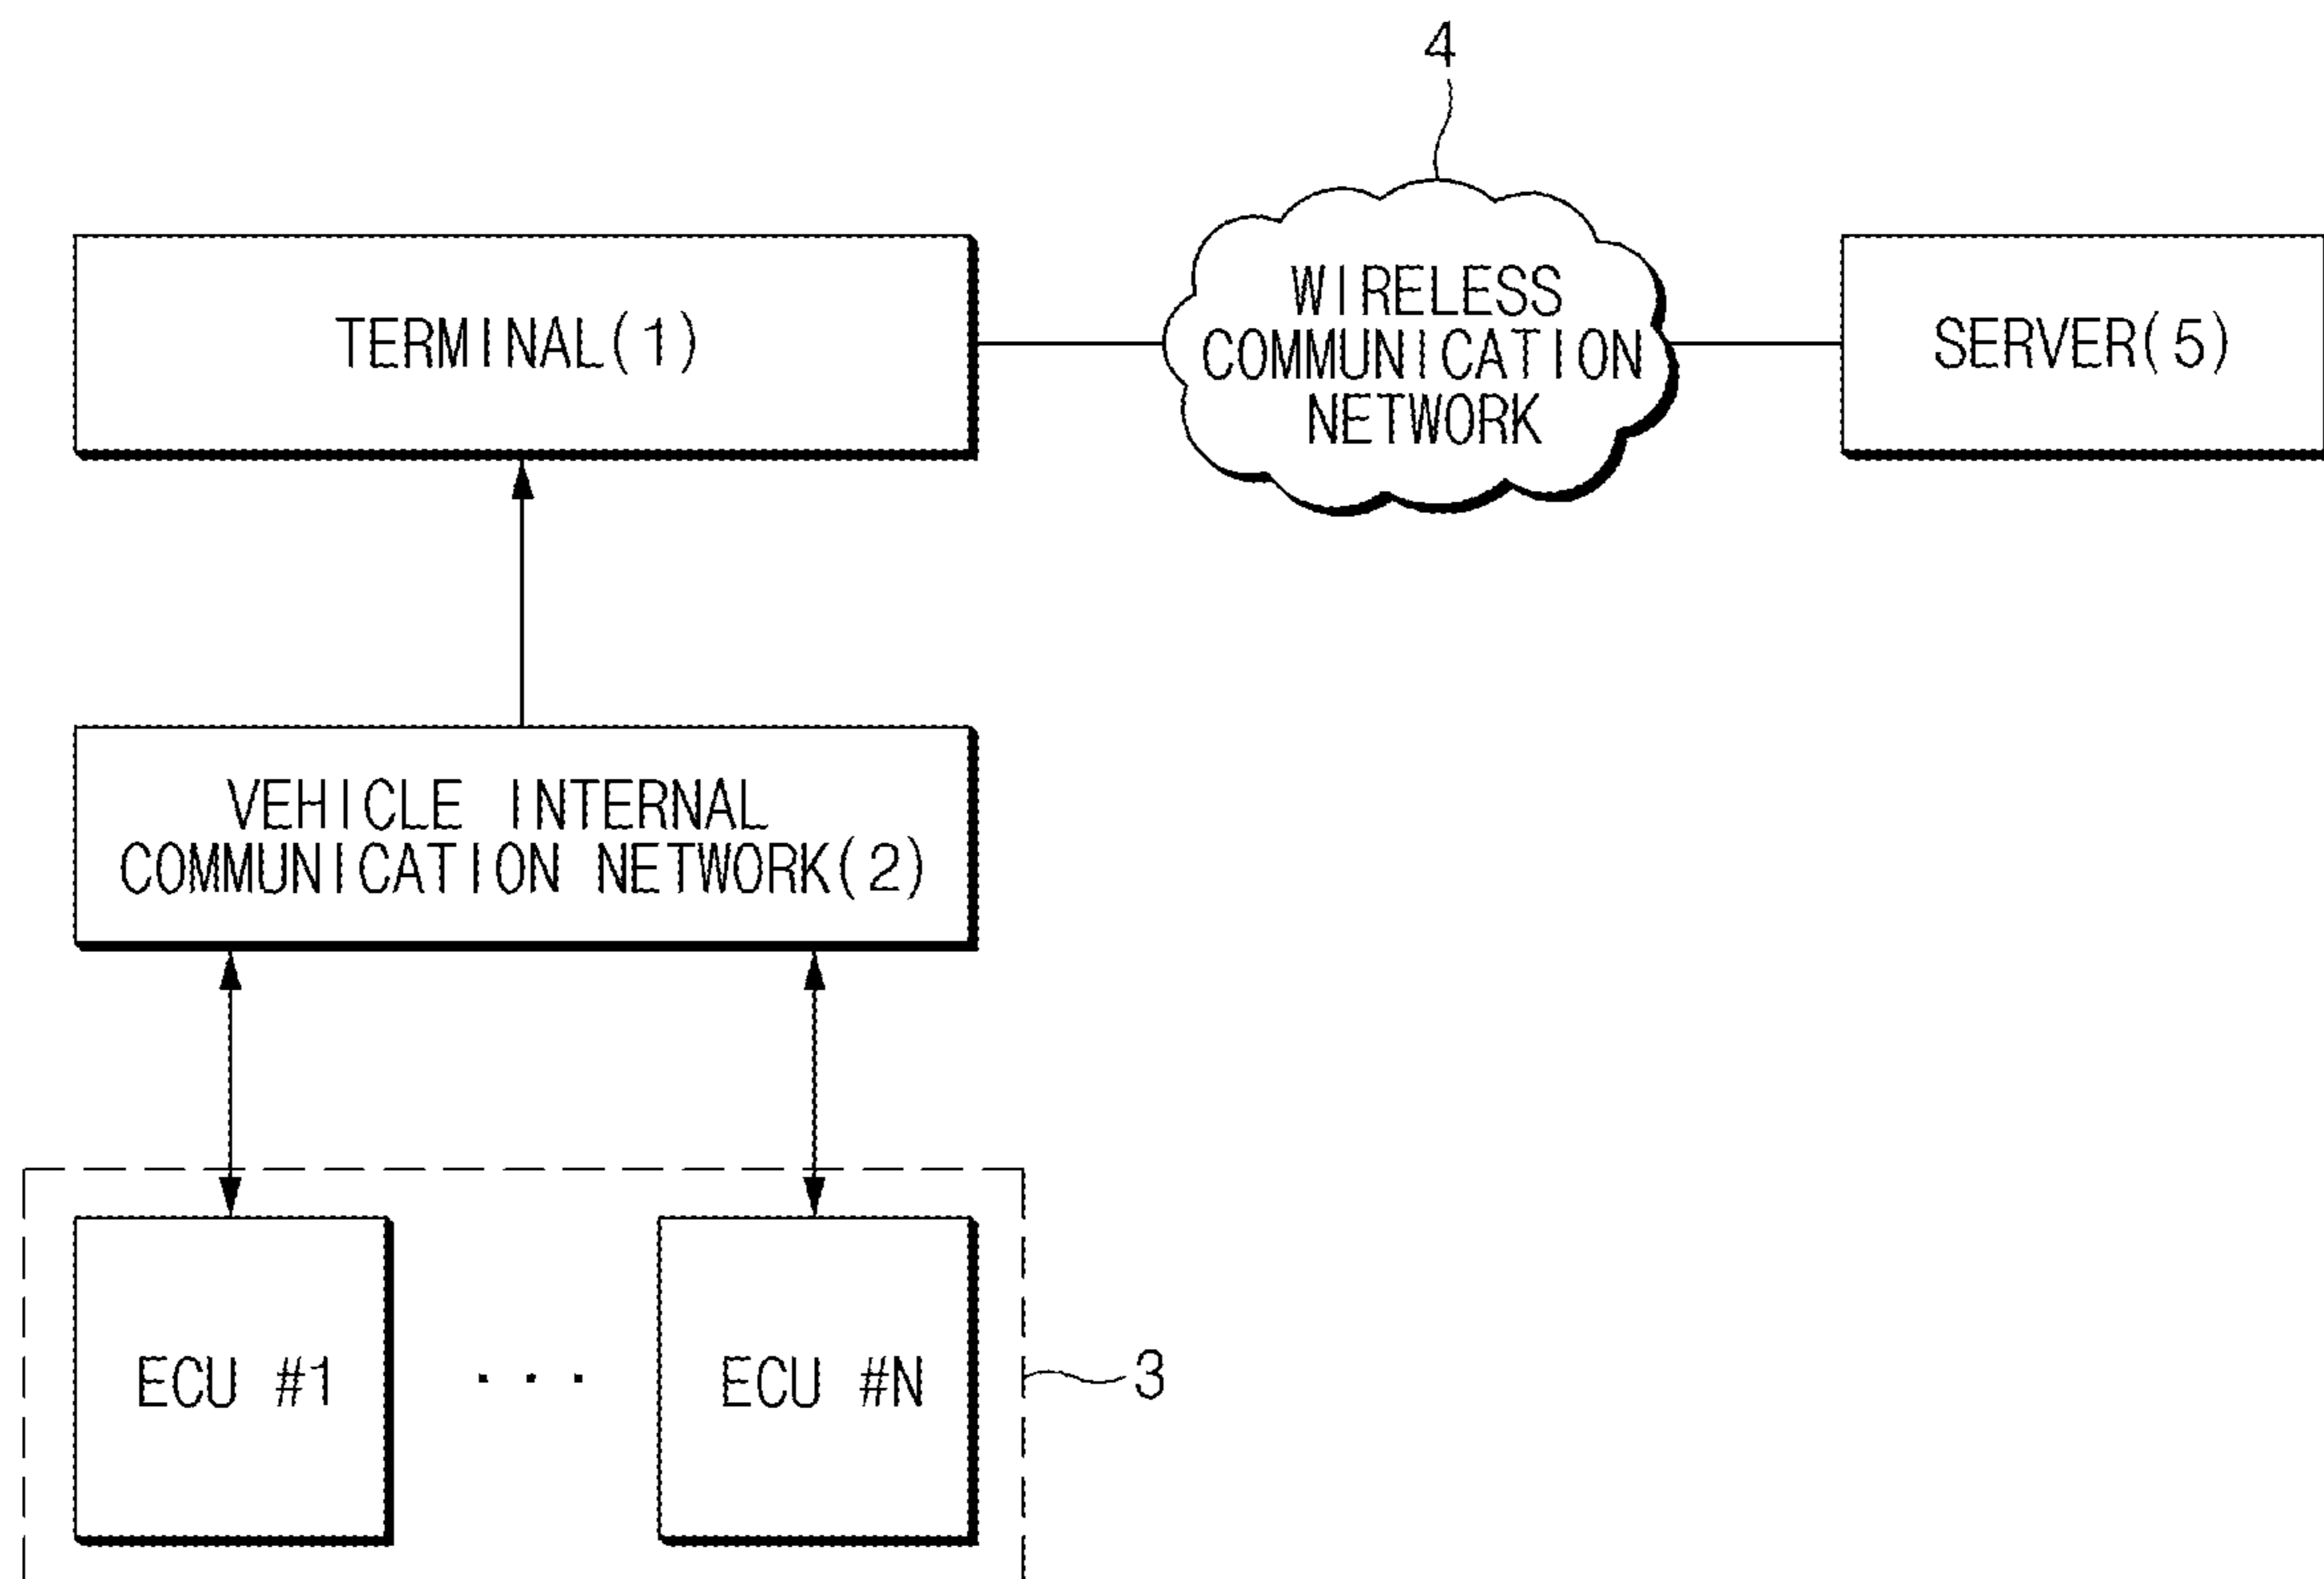 4
TERMINAL(1)
WIRELESS
COMMUNICATION
NETWORK
SERVER(5)
VEHICLE INTERNAL
COMMUNICATION NETWORK(2)
ECU #1
...
ECU #N
3